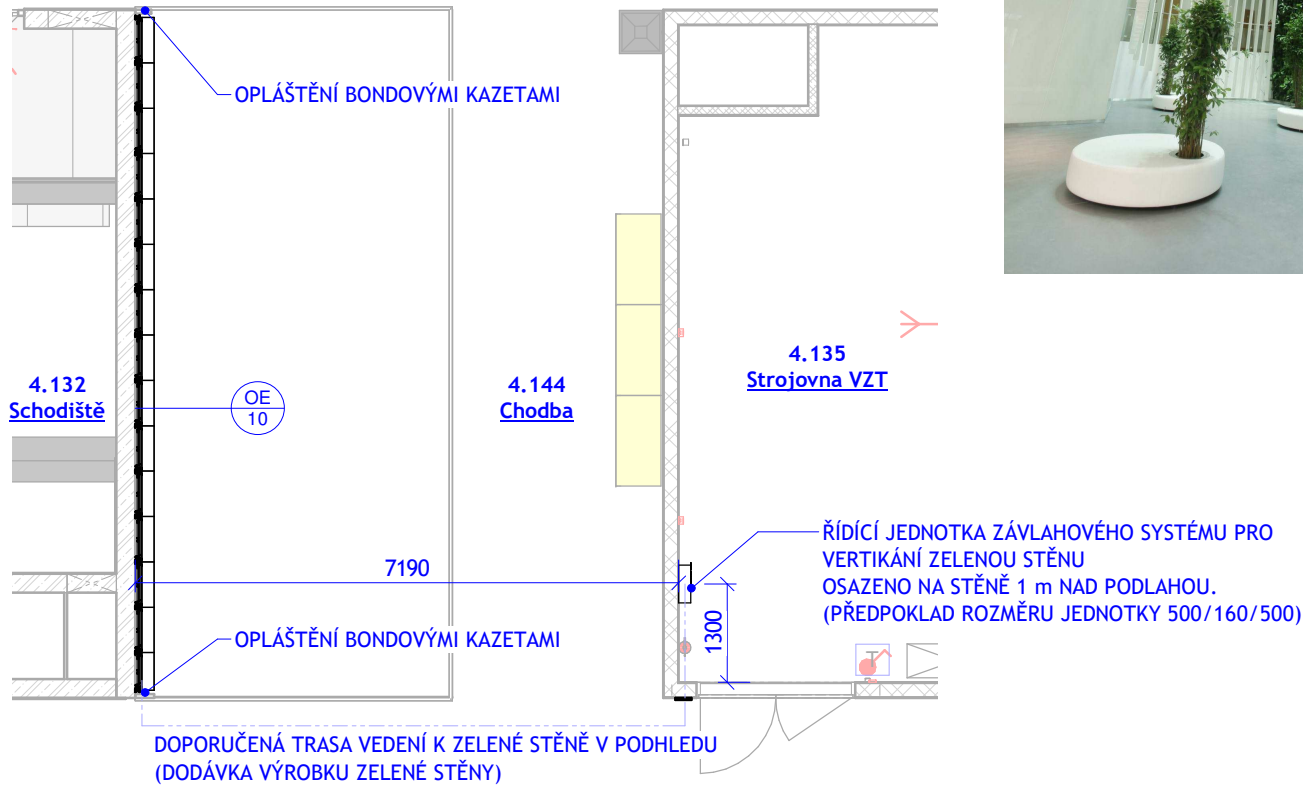 OPLÁŠTĚNÍ BONDOVÝMI KAZETAMI
4.132
Schodiště
OE
10
4.144
Chodba
4.135
Strojovna VZT
7190
ŘÍDÍCÍ JEDNOTKA ZÁVLAHOVÉHO SYSTÉMU PRO
VERTIKÁNÍ ZELENOU STĚNU
OSAZENO NA STĚNĚ 1 m NAD PODLAHOU.
(PŘEDPOKLAD ROZMĚRU JEDNOTKY 500/160/500)
1300
OPLÁŠTĚNÍ BONDOVÝMI KAZETAMI
T
DOPORUČENÁ TRASA VEDENÍ K ZELENÉ STĚNĚ V PODHLEDU
(DODÁVKA VÝROBKU ZELENÉ STĚNY)